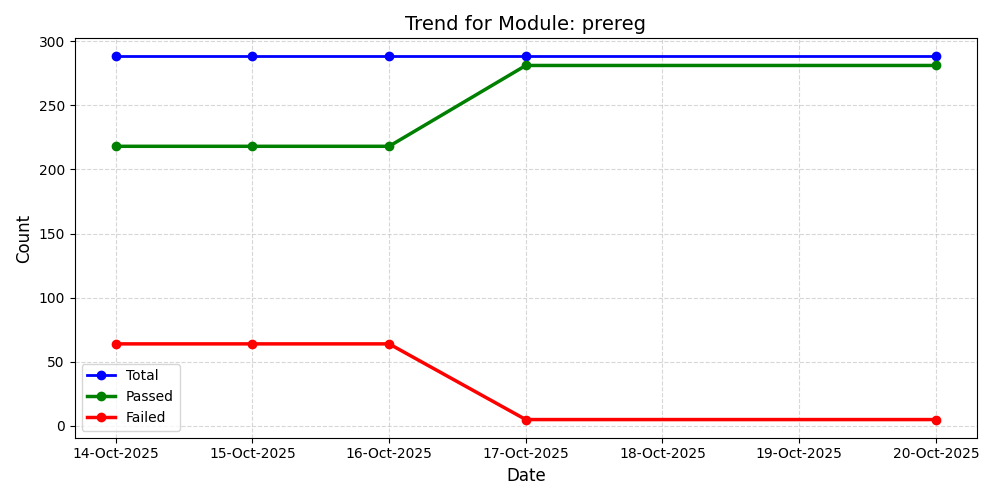 Trend for Module: prereg
300
250
200
150
100
50
0
Count
Total
Passed
Failed
14-Oct-2025
15-Oct-2025
16-Oct-2025
17-Oct-2025
18-Oct-2025
19-Oct-2025
20-Oct-2025
Date